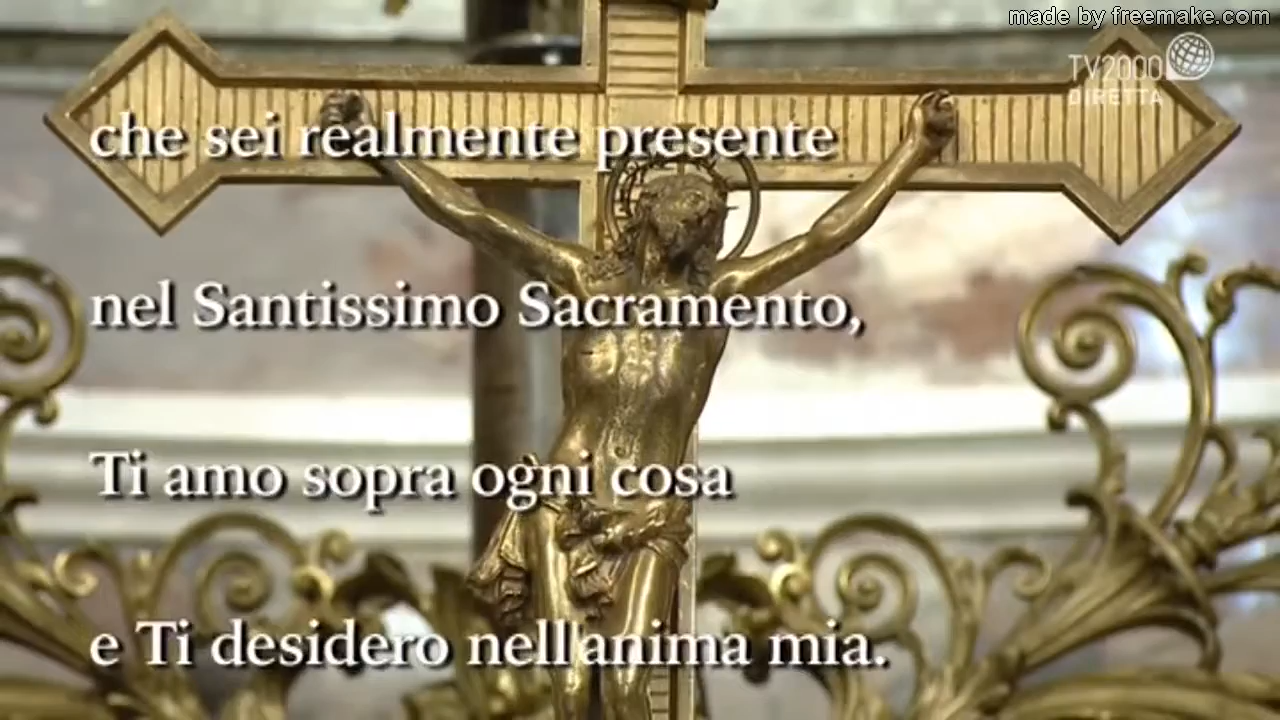 made by freemake.com
TV2000
DIRETTA
che sei realmente presente
nel Santissimo Sacramento,
Ti amo sopra ogni cosa
e Ti desidero nell'anima mia.